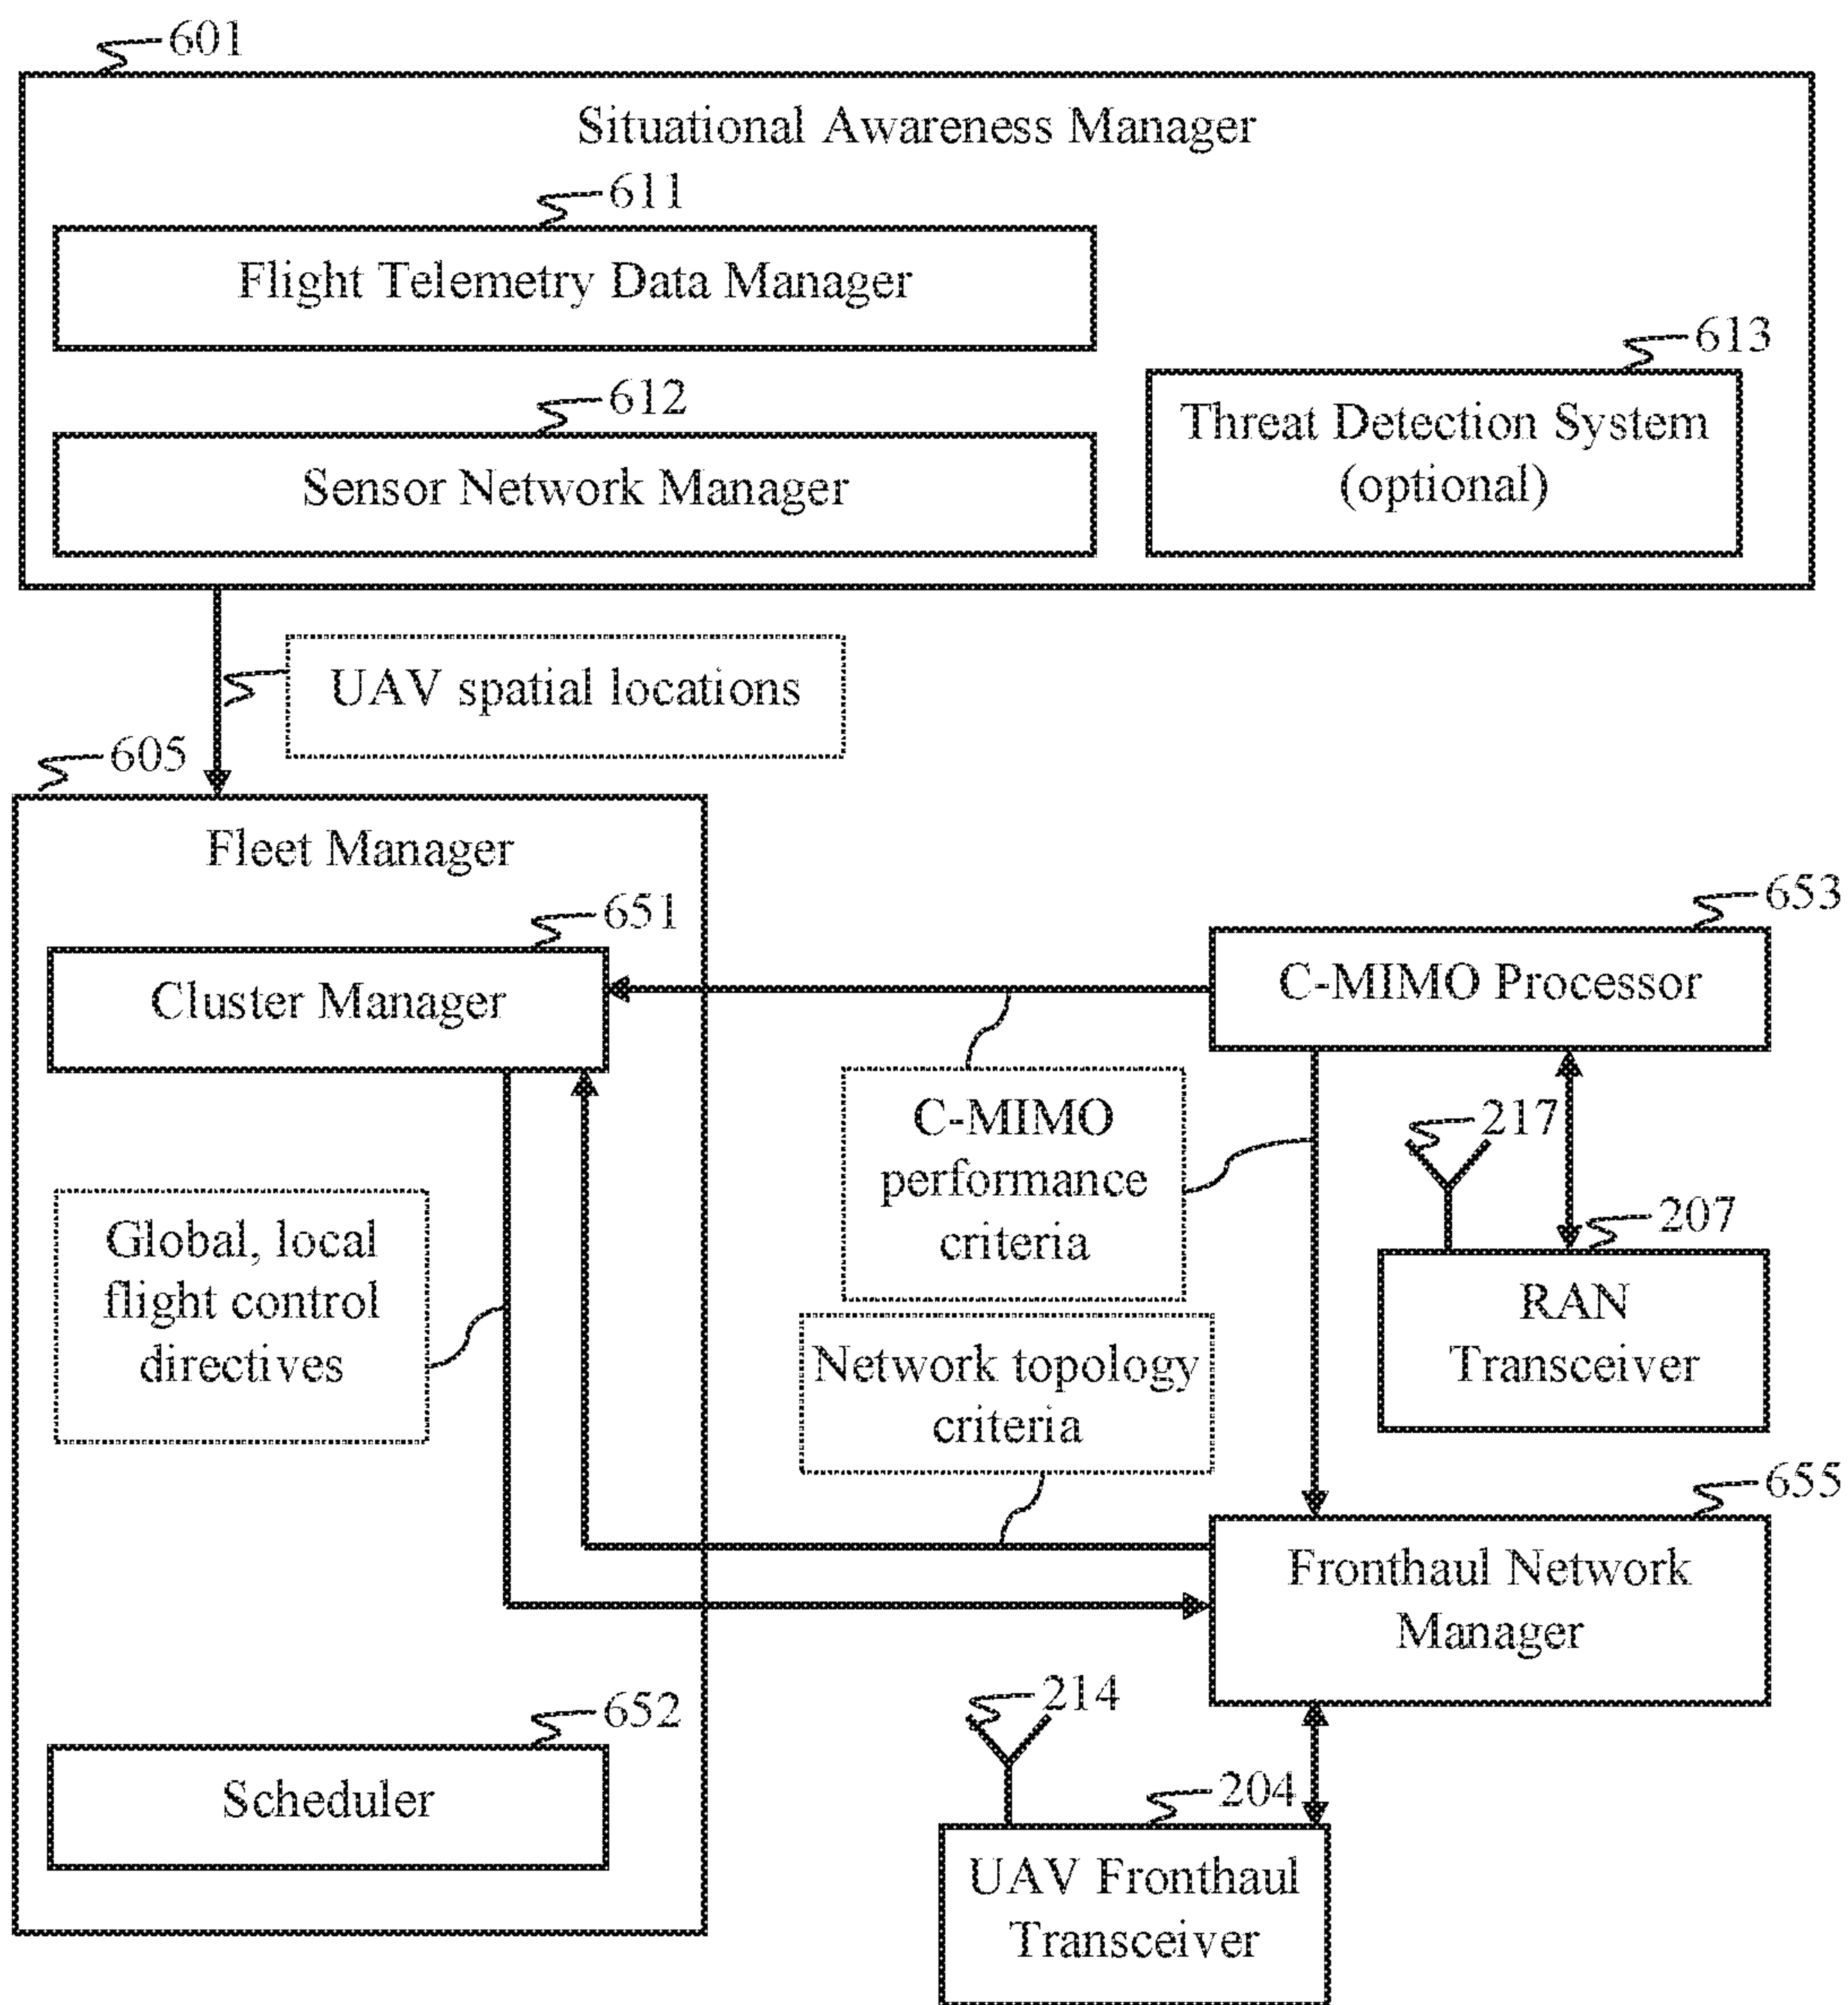 601
Situational Awareness Manager
611
Flight Telemetry Data Manager
613
612
Threat Detection System
(optional)
Sensor Network Manager
UAV spatial locations
605
Fleet Manager
651
653
Cluster Manager
C-MIMO Processor
C-MIMO
performance
criteria
217
207
Global, local
flight control
directives
RAN
Transceiver
Network topology
criteria
655
Fronthaul Network
Manager
652
214
Scheduler
204
UAV Fronthaul
Transceiver